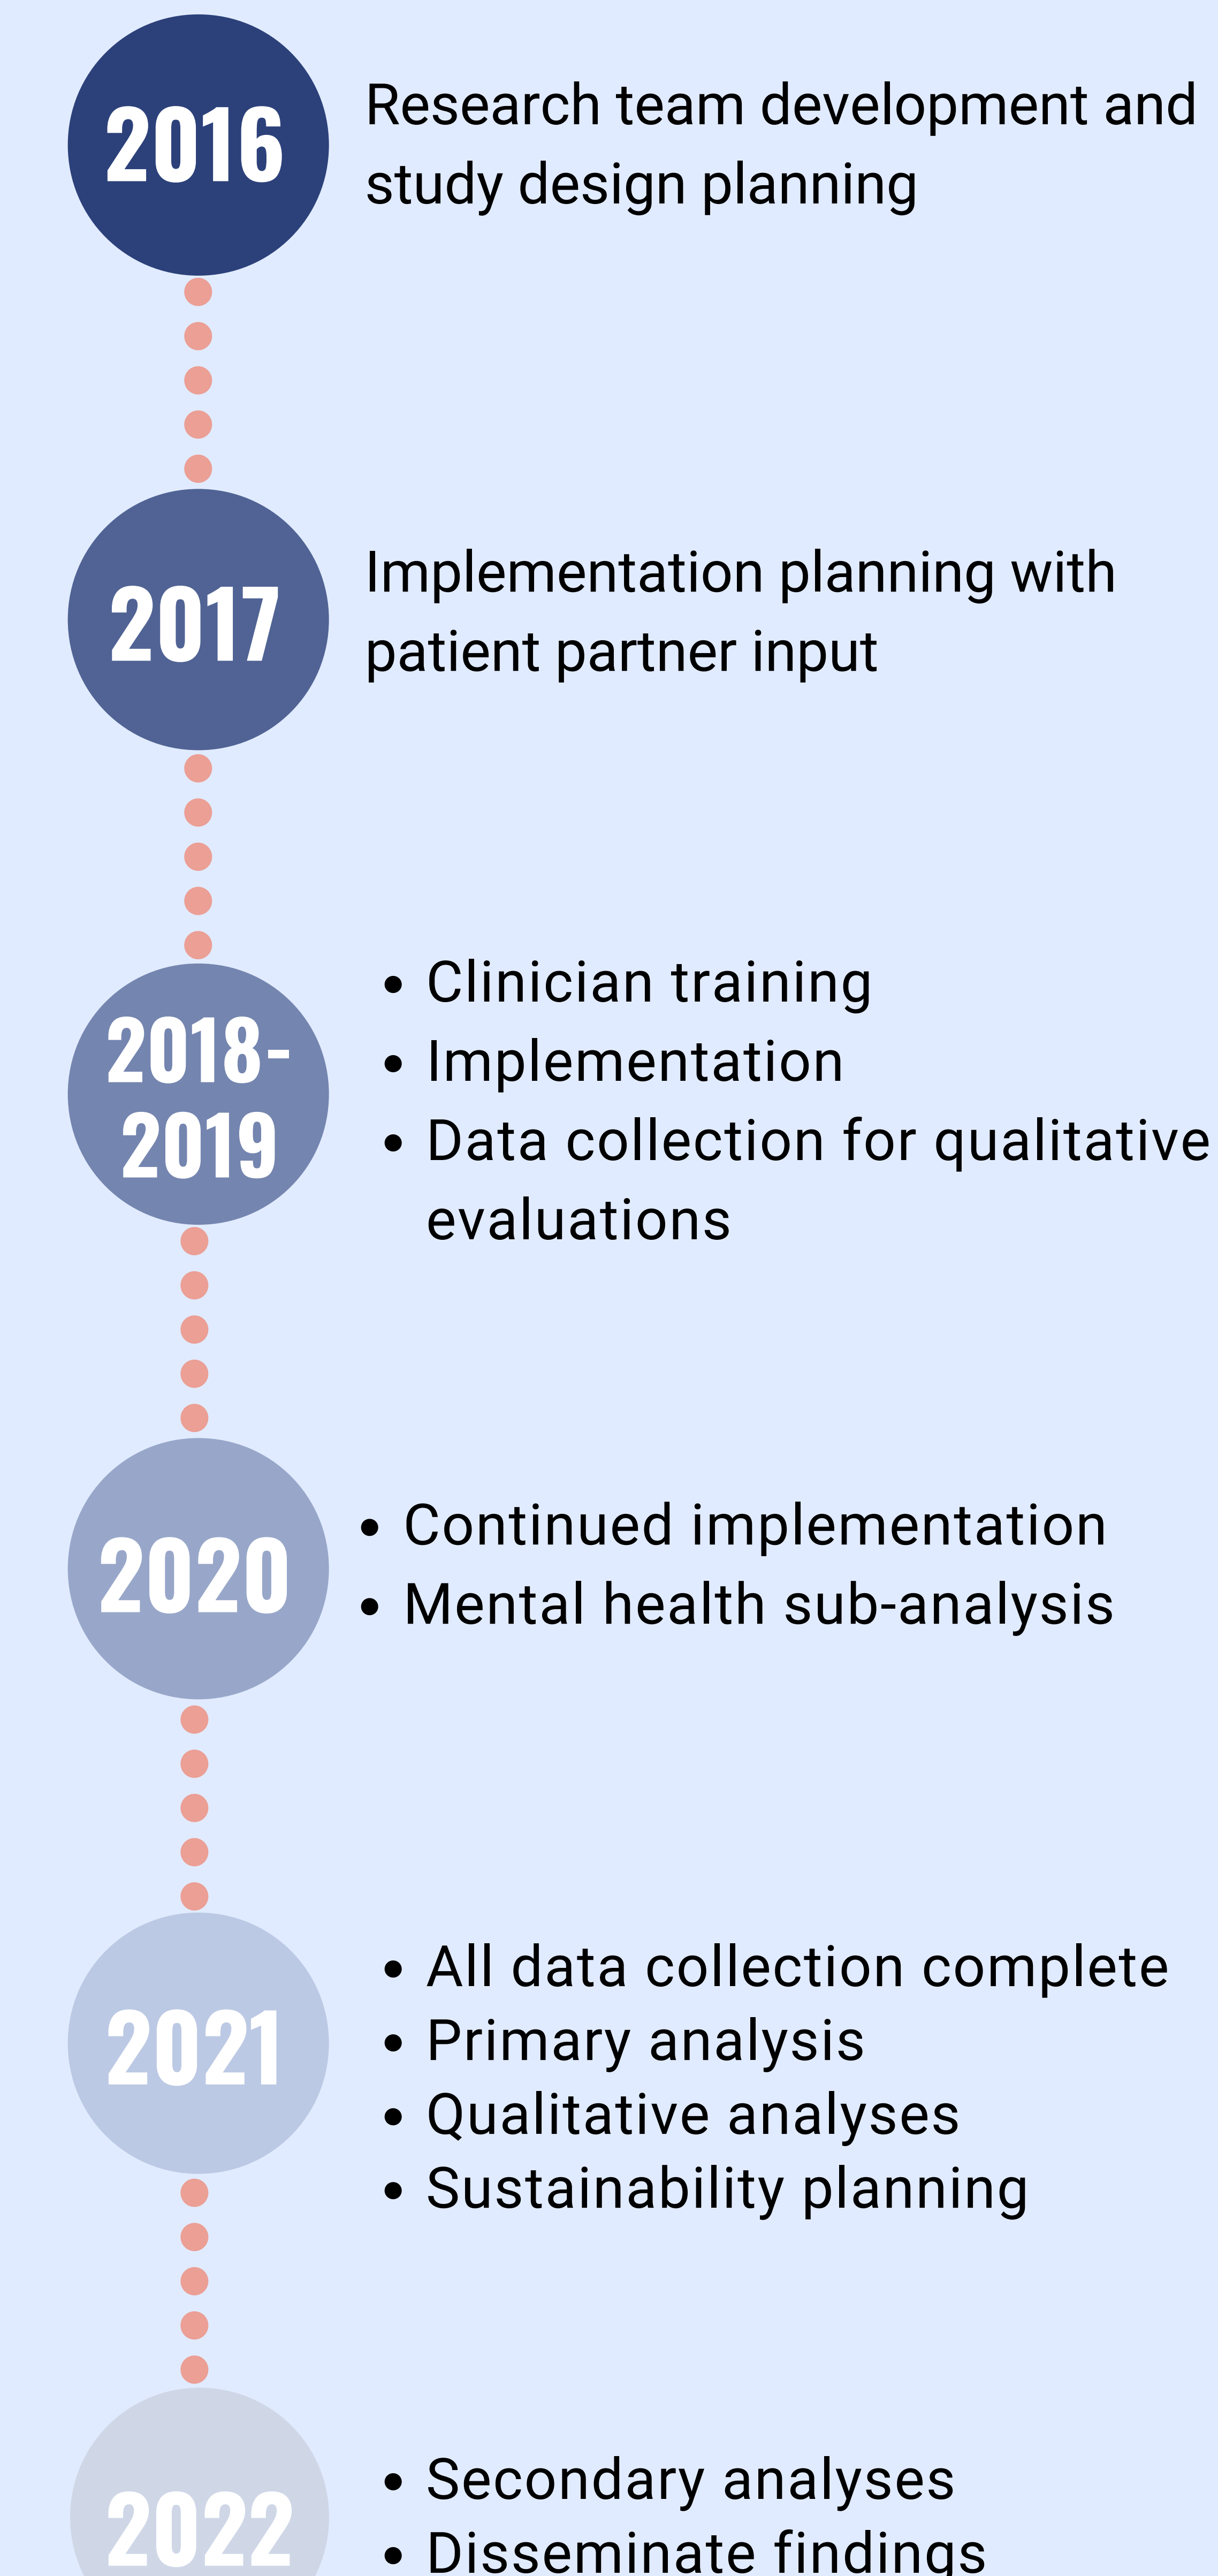 2016
Research team development and
study design planning
2017
Implementation planning with
patient partner input
2018-
2019
• Clinician training
• Implementation
• Data collection for qualitative
evaluations
2020
• Continued implementation
• Mental health sub-analysis
2021
• All data collection complete
• Primary analysis
• Qualitative analyses
• Sustainability planning
2022
• Secondary analyses
• Disseminate findings